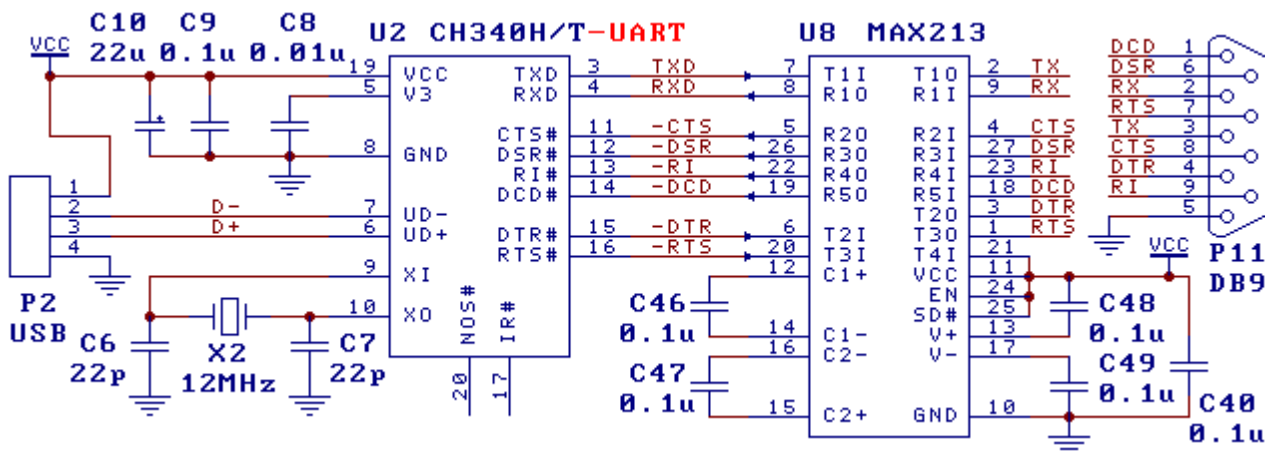 C10 C9 C8
VCC 22u 0.1u 0.01u
U2 CH340H/T-UART
19 VCC TXD 3 TXD
5 V3 RXD 4 RXD
CTS# 11 -CTS
8 GND DSR# 12 -DSR
RI# 13 -RI
DCD# 14 -DCD
7 UD- DTR# 15 -DTR
6 UD+ RTS# 16 -RTS
9 XI
10 XO
NOS# IR#
20 17
1
2 D-
3 D+
4
P2
USB
C6 X2 C7
22p 12MHz 22p
U8 MAX213
7 T1I T1O 2 TX
8 R1O R1I 9 RX
5 R2O R2I 4 CTS
26 R3O R3I 27 DSR
22 R4O R4I 23 RI
19 R5O R5I 18 DCD
T2O 3 DTR
6 T2I T3O 1 RTS
20 T3I T4I 21
12 C1+ VCC 11
EN 24
SD# 25
14 C1- V+ 13
16 C2- V- 17
15 C2+ GND 10
C46
0.1u
C47
0.1u
C48
0.1u
C49
0.1u
C40
0.1u
VCC
DCD 1
DSR 6
RX 2
RTS 7
TX 3
CTS 8
DTR 4
RI 9
5
P11
DB9